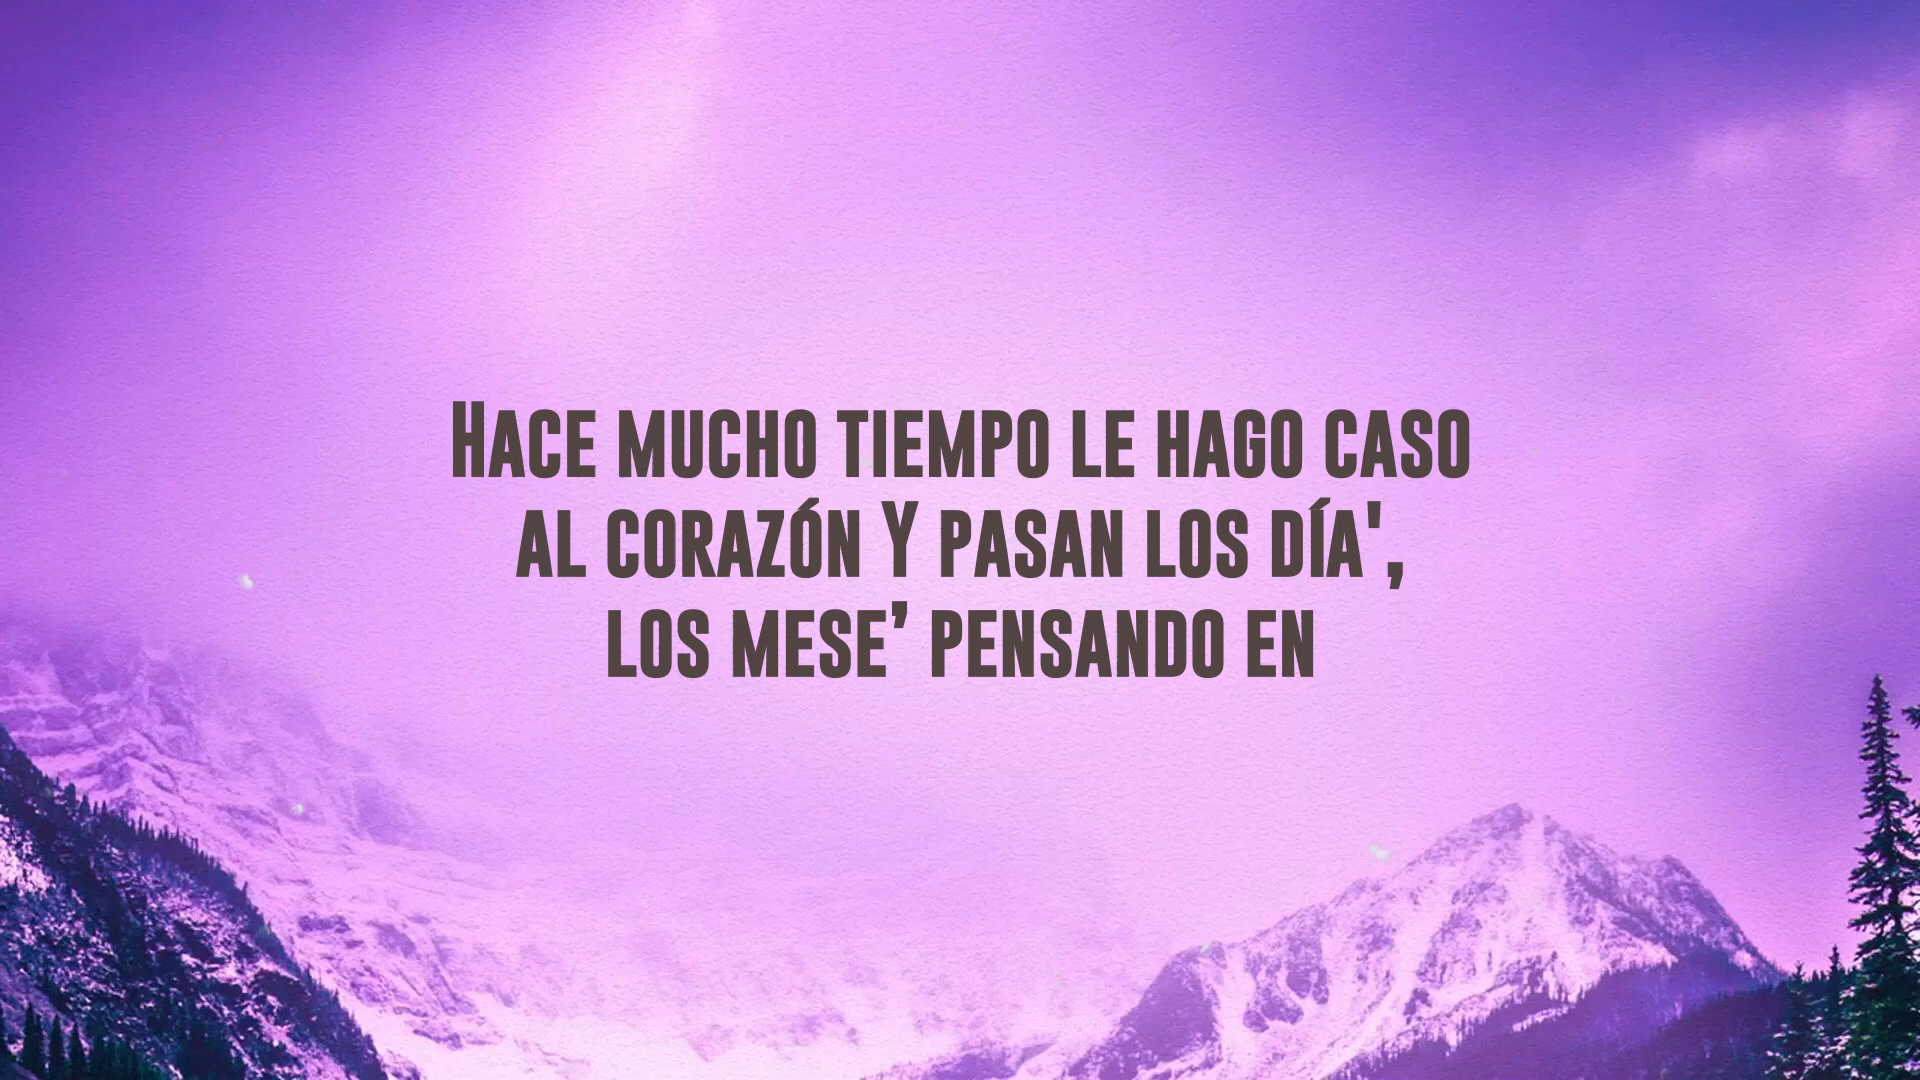 Hace mucho tiempo le hago caso
al corazón Y pasan los día',
los mese’ pensando en